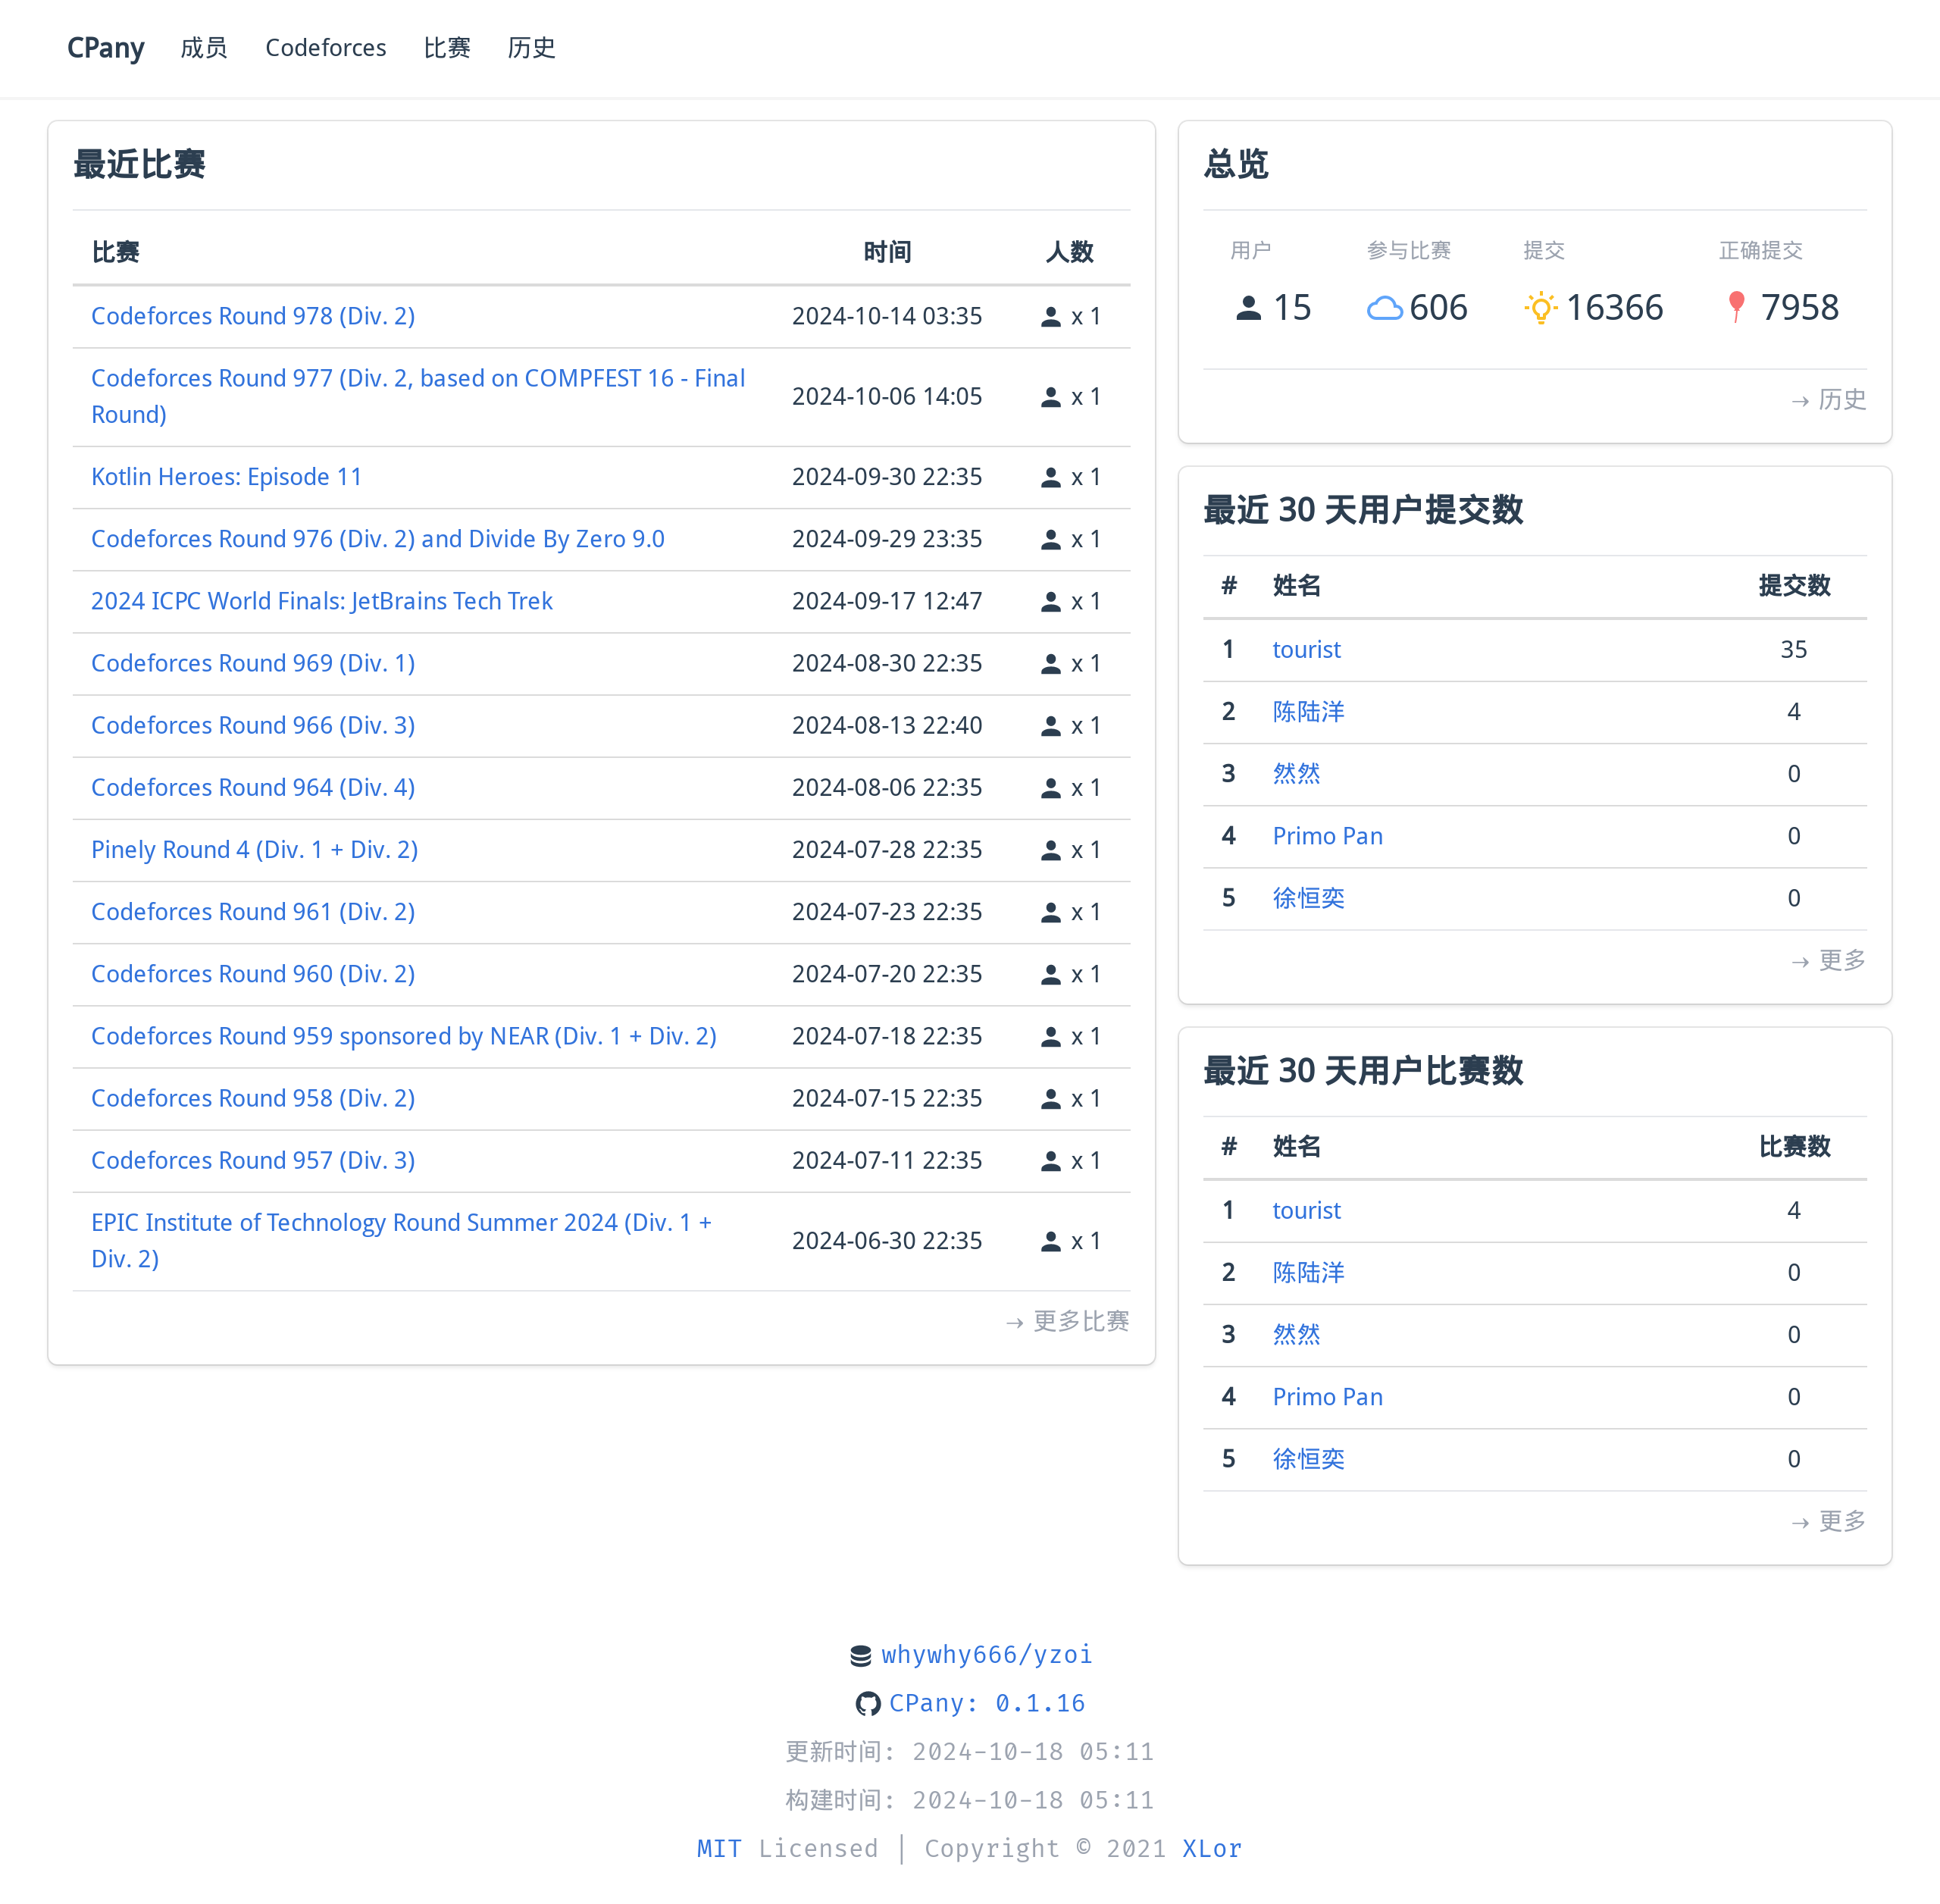 CPany 成员 Codeforces 比赛 历史
最近比赛
比赛 时间 人数
Codeforces Round 978 (Div. 2) 2024-10-14 03:35 x 1
Codeforces Round 977 (Div. 2, based on COMPFEST 16 - Final
Round) 2024-10-06 14:05 x 1
Kotlin Heroes: Episode 11 2024-09-30 22:35 x 1
Codeforces Round 976 (Div. 2) and Divide By Zero 9.0 2024-09-29 23:35 x 1
2024 ICPC World Finals: JetBrains Tech Trek 2024-09-17 12:47 x 1
Codeforces Round 969 (Div. 1) 2024-08-30 22:35 x 1
Codeforces Round 966 (Div. 3) 2024-08-13 22:40 x 1
Codeforces Round 964 (Div. 4) 2024-08-06 22:35 x 1
Pinely Round 4 (Div. 1 + Div. 2) 2024-07-28 22:35 x 1
Codeforces Round 961 (Div. 2) 2024-07-23 22:35 x 1
Codeforces Round 960 (Div. 2) 2024-07-20 22:35 x 1
Codeforces Round 959 sponsored by NEAR (Div. 1 + Div. 2) 2024-07-18 22:35 x 1
Codeforces Round 958 (Div. 2) 2024-07-15 22:35 x 1
Codeforces Round 957 (Div. 3) 2024-07-11 22:35 x 1
EPIC Institute of Technology Round Summer 2024 (Div. 1 +
Div. 2) 2024-06-30 22:35 x 1
→ 更多比赛
总览
用户 参与比赛 提交 正确提交
15 606 16366 7958
→ 历史
最近 30 天用户提交数
# 姓名 提交数
1 tourist 35
2 陈陆洋 4
3 然然 0
4 Primo Pan 0
5 徐恒奕 0
→ 更多
最近 30 天用户比赛数
# 姓名 比赛数
1 tourist 4
2 陈陆洋 0
3 然然 0
4 Primo Pan 0
5 徐恒奕 0
→ 更多
whywhy666/yzoi
CPany: 0.1.16
更新时间: 2024-10-18 05:11
构建时间: 2024-10-18 05:11
MIT Licensed | Copyright © 2021 XLor